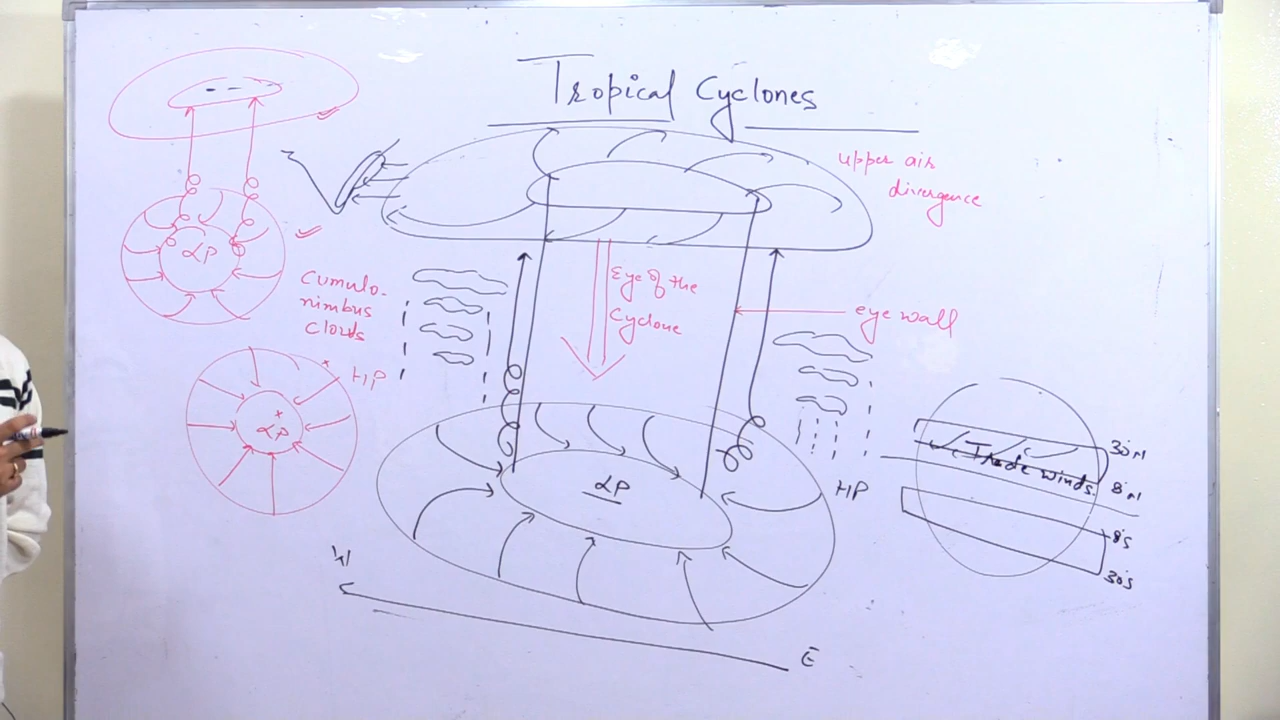 Tropical Cyclones
upper air
divergence
LP
Eye of the
Cyclone
Cumulo-
nimbus
Clouds
eye wall
HP
LP
LP
HP
30°N
Trade winds
8°N
8°S
30°S
W
E